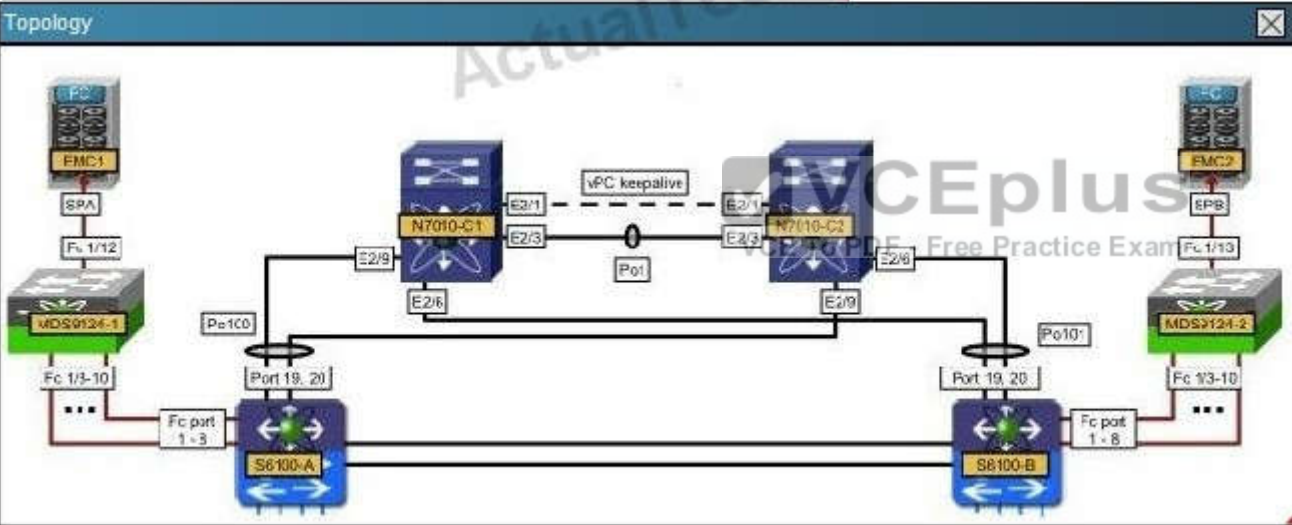 Topology
FC
EMC1
SPA
Fc 1/12
MDS9124-1
Fc 1/3-10
Fc port
1 - 3
S6100-A
Po100
Port 19, 20
E2/9
N7010-C1
E2/1
E2/3
E2/6
vPC keepalive
Po1
E2/1
E2/3
N7010-C2
E2/6
E2/9
Po101
Port 19, 20
S6100-B
Fc port
1 - 8
FC
EMC2
SPB
Fc 1/13
MDS9124-2
Fc 1/3-10
VCEplus
Free Practice Exam